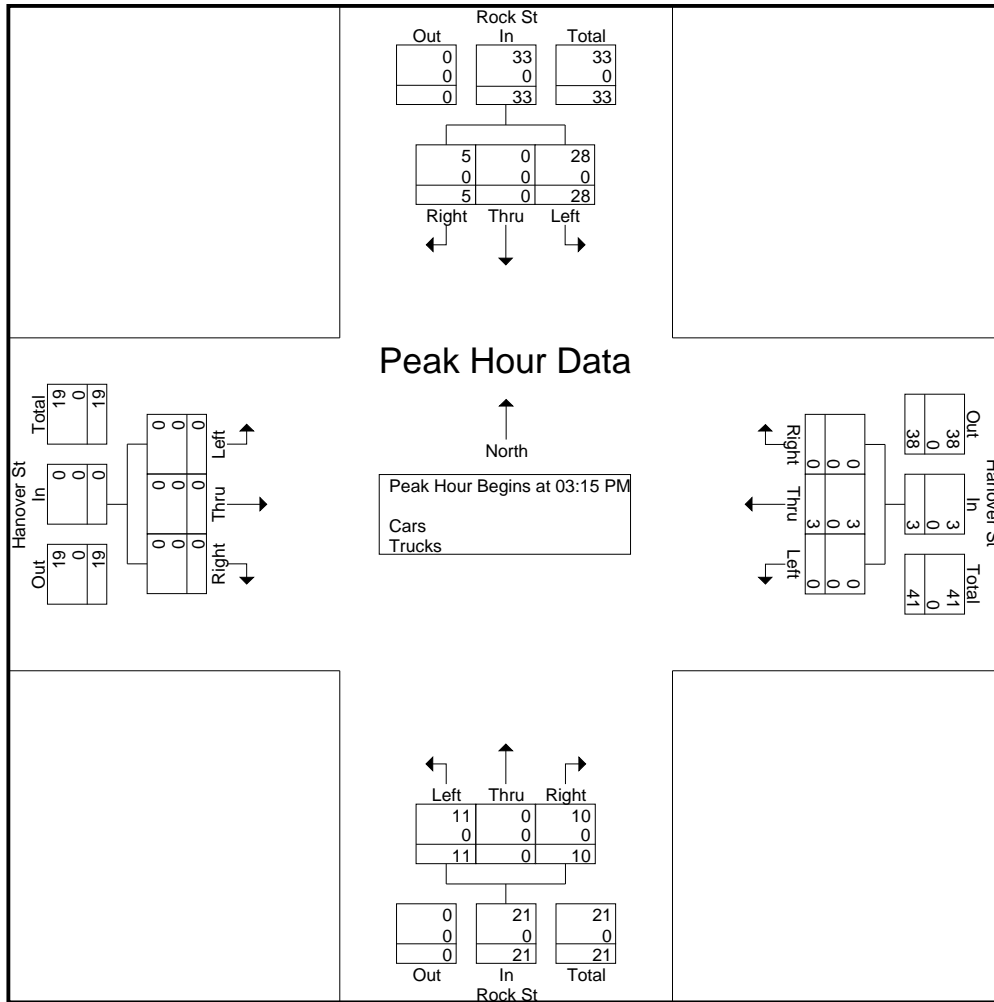 Rock St
Out In Total
0 33 33
0 0 0
0 33 33
5 0 28
0 0 0
5 0 28
Right Thru Left
Peak Hour Data
North
Peak Hour Begins at 03:15 PM
Cars
Trucks
Hanover St
Out In Total
19 0 19
0 0 0
19 0 19
Left Thru Right
0 0 0
0 0 0
0 0 0
Hanover St
Out In Total
38 3 41
0 0 0
38 3 41
Right Thru Left
0 3 0
0 0 0
0 3 0
Left Thru Right
11 0 10
0 0 0
11 0 10
0 21 21
0 0 0
0 21 21
Out In Total
Rock St